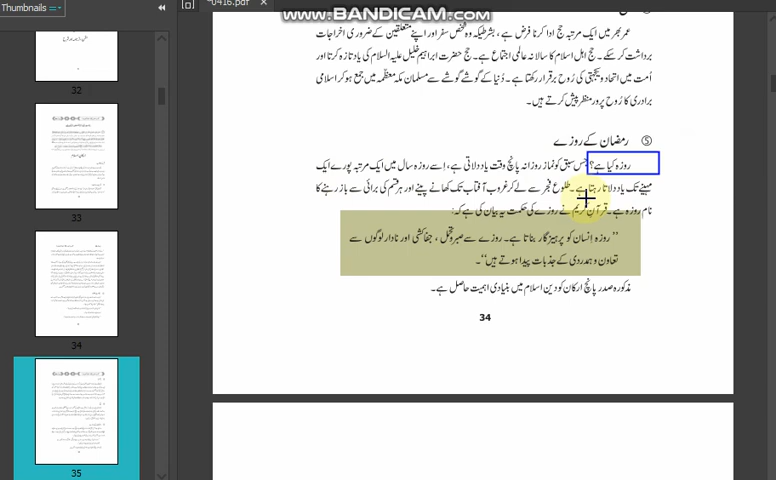 Thumbnails
~0416.pdf
WWW.BANDICAM.COM
عمر بھر میں ایک مرتبہ حج ادا کرنا فرض ہے، بشرطیکہ وہ شخص سفر اور اپنے متعلقین کے ضروری اخراجات
برداشت کر سکے۔ حج اہل اسلام کا سالانہ عالمی اجتماع ہے۔ حج حضرت ابراہیم خلیل علیہ السلام کی یاد تازہ کرتا اور
اُمت میں اتحاد و یکجہتی کی رُوح برقرار رکھتا ہے۔ دُنیا کے گوشے گوشے سے مسلمان مکہ معظمہ میں جمع ہو کر اسلامی
برادری کا رُوح پرور منظر پیش کرتے ہیں۔
⑤ رمضان کے روزے
روزہ کیا ہے؟ جس سبق کو نماز روزانہ پانچ وقت یاد دلاتی ہے، اِسے روزہ سال میں ایک مرتبہ پورے ایک
مہینے تک یاد دلاتا رہتا ہے۔ طلوع فجر سے لے کر غروب آفتاب تک کھانے پینے اور ہر قسم کی برائی سے باز رہنے کا
نام روزہ ہے۔ قرآن کریم نے روزے کی حکمت یہ بیان کی ہے کہ:
’’روزہ انسان کو پرہیزگار بناتا ہے۔ روزے سے صبر و تحمل، جفاکشی اور نادار لوگوں سے
تعاون و ہمدردی کے جذبات پیدا ہوتے ہیں‘‘۔
مذکورہ صدر پانچ ارکان کو دین اسلام میں بنیادی اہمیت حاصل ہے۔
34
32
33
34
35